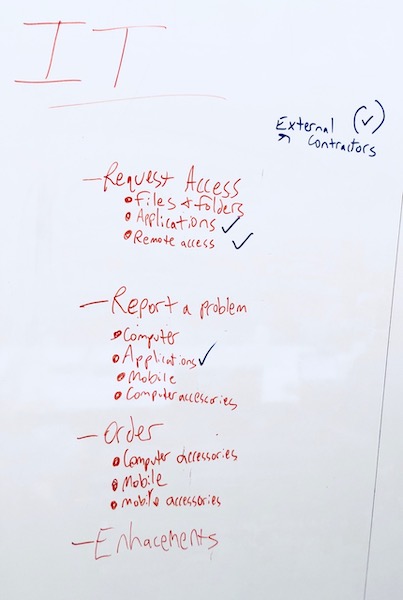 IT
External (✓)
Contractors
- Request Access
• Files & folders
• Applications ✓
• Remote access ✓
- Report a problem
• Computer
• Applications ✓
• Mobile
• Computer accessories
- Order
• Computer accessories
• Mobile
• mobile accessories
- Enhacements